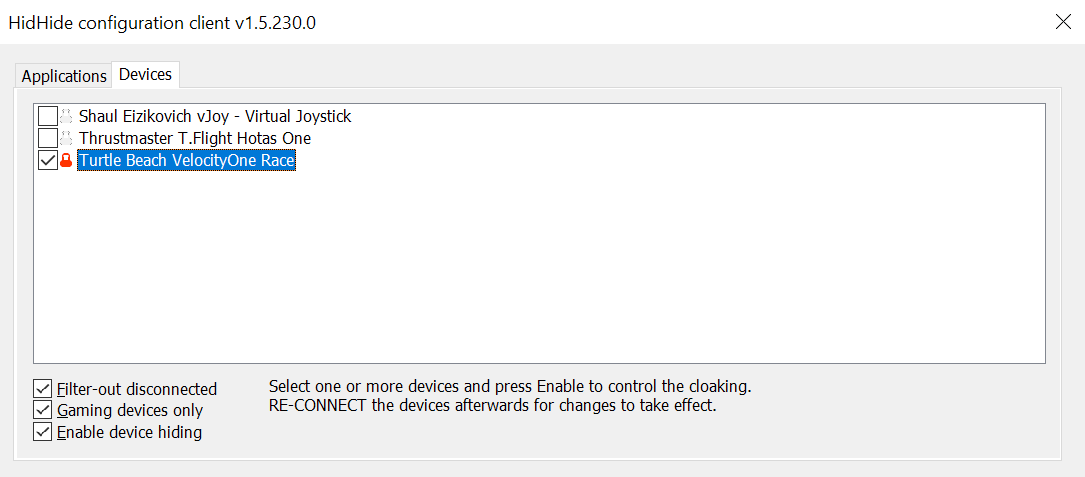 HidHide configuration client v1.5.230.0
Applications
Devices
Shaul Eizikovich vJoy - Virtual Joystick
Thrustmaster T.Flight Hotas One
Turtle Beach VelocityOne Race
Filter-out disconnected
Gaming devices only
Enable device hiding
Select one or more devices and press Enable to control the cloaking.
RE-CONNECT the devices afterwards for changes to take effect.